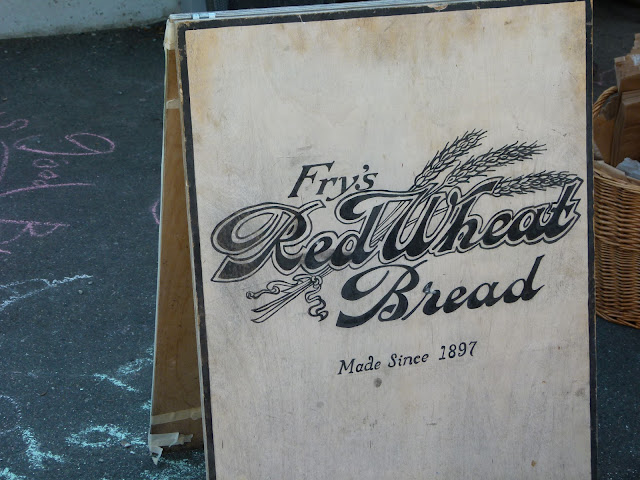 Fry's
Red Wheat
Bread
Made Since 1897